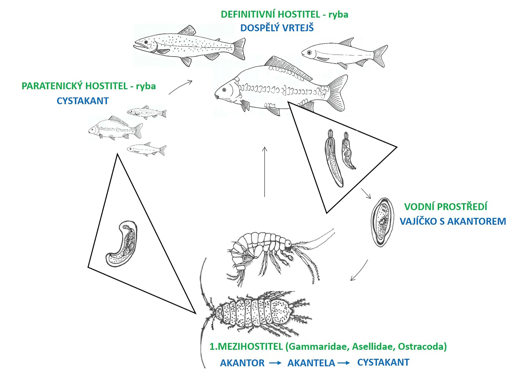 DEFINITIVNÍ HOSTITEL - ryba
DOSPĚLÝ VRTEJŠ
PARATENICKÝ HOSTITEL - ryba
CYSTAKANT
VODNÍ PROSTŘEDÍ
VAJÍČKO S AKANTOREM
1.MEZIHOSTITEL (Gammaridae, Asellidae, Ostracoda)
AKANTOR → AKANTELA → CYSTAKANT